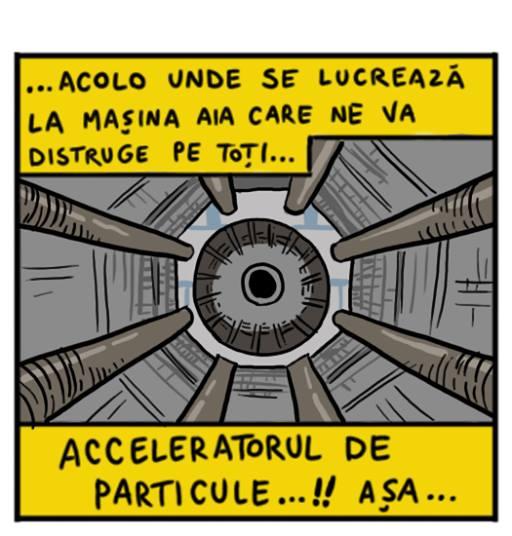 ...ACOLO UNDE SE LUCREAZĂ
LA MAȘINA AIA CARE NE VA
DISTRUGE PE TOȚI...
ACCELERATORUL DE
PARTICULE...!! AȘA...